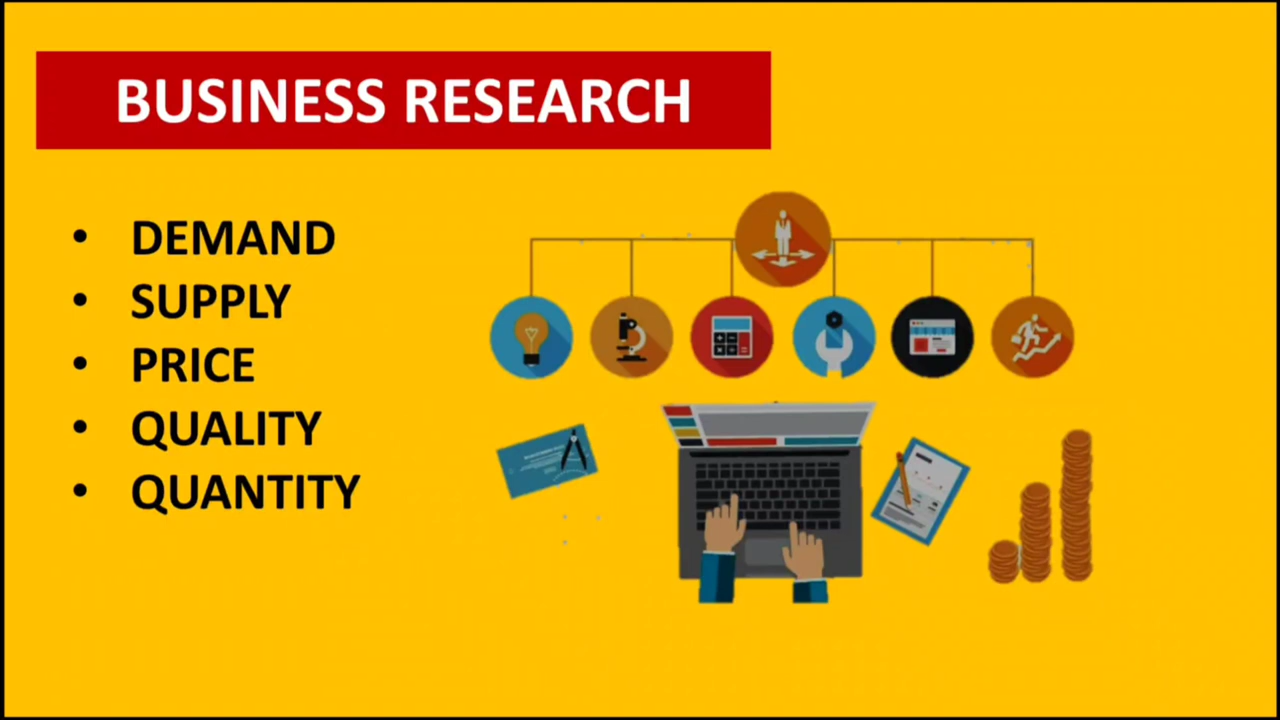 BUSINESS RESEARCH
• DEMAND
• SUPPLY
• PRICE
• QUALITY
• QUANTITY